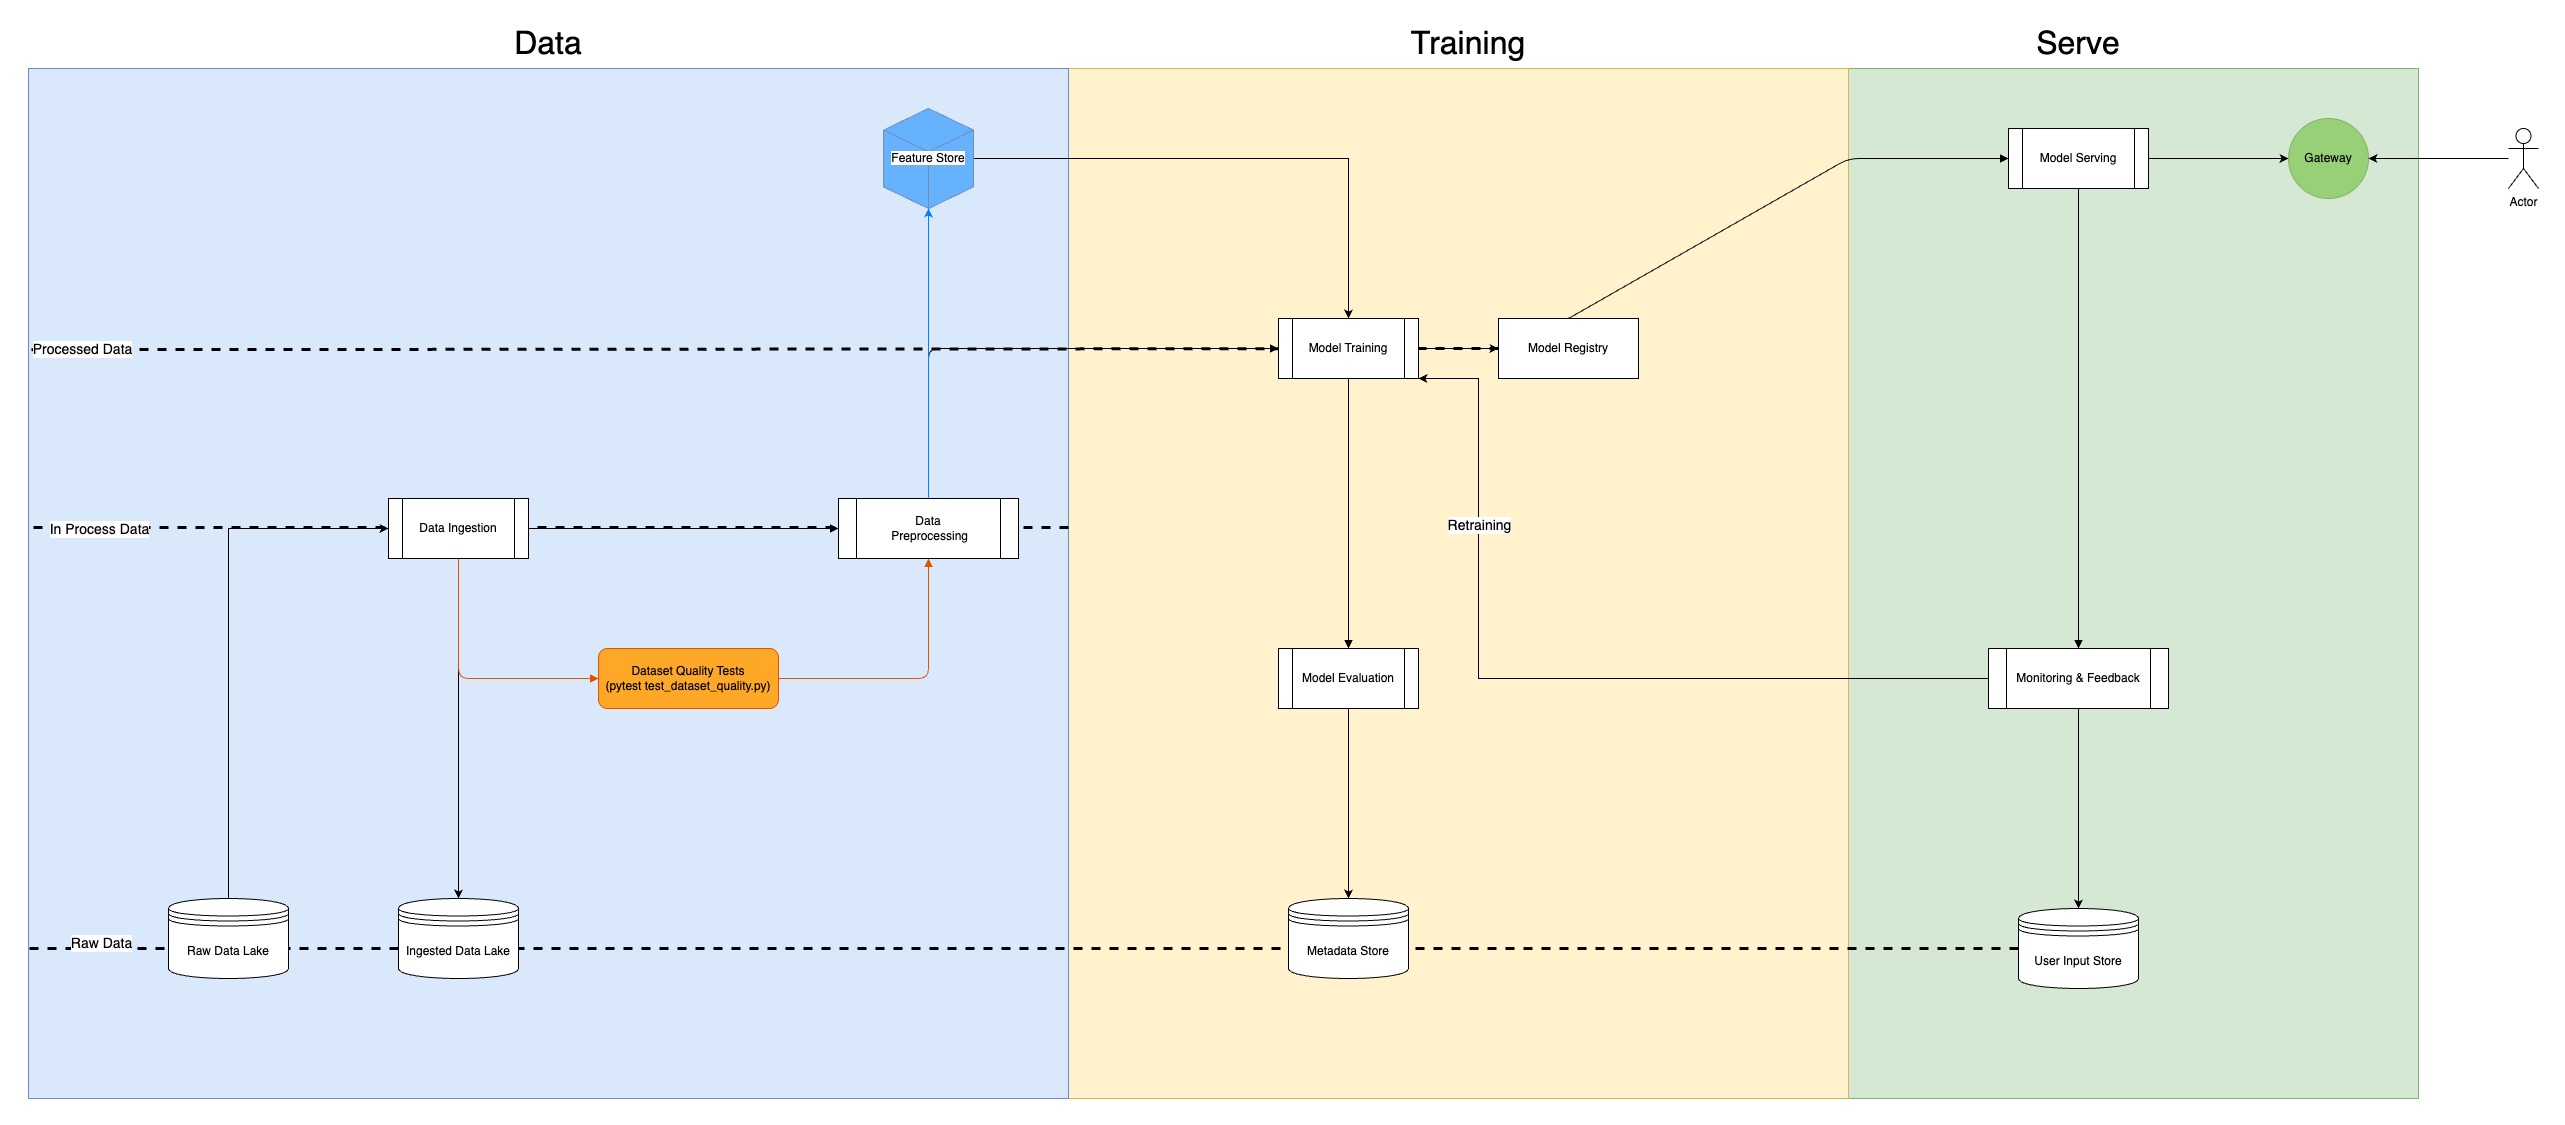 Data
Training
Serve
Feature Store
Model Serving
Gateway
Actor
Processed Data
Model Training
Model Registry
In Process Data
Data Ingestion
Data
Preprocessing
Retraining
Dataset Quality Tests
(pytest test_dataset_quality.py)
Model Evaluation
Monitoring & Feedback
Raw Data
Raw Data Lake
Ingested Data Lake
Metadata Store
User Input Store